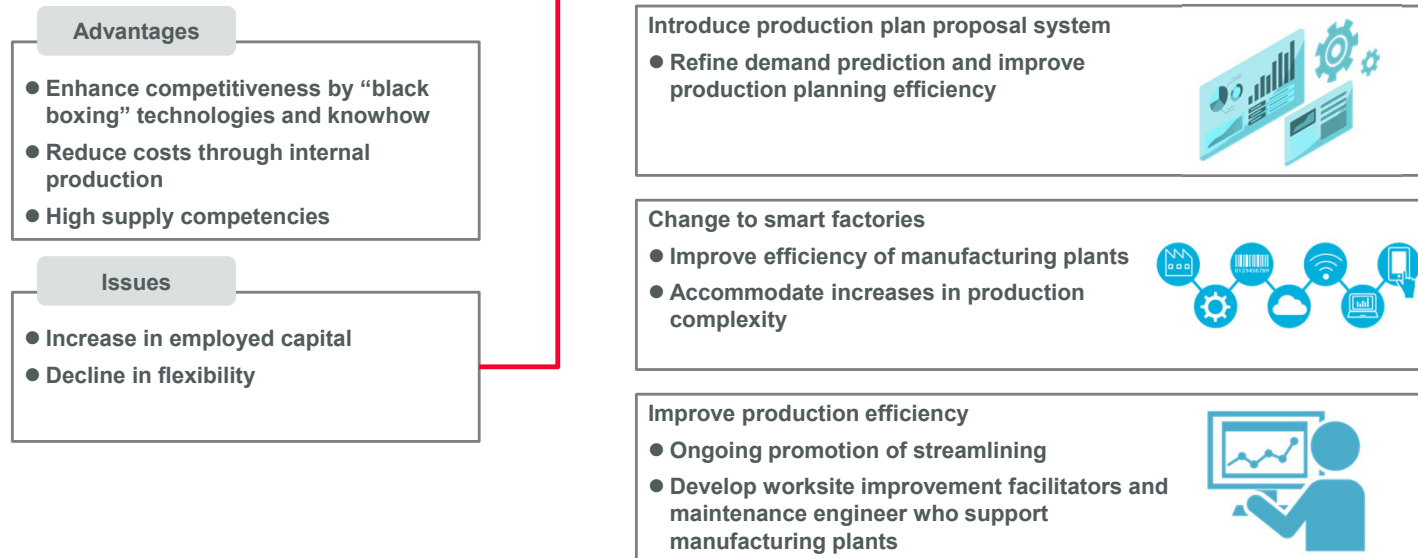 Advantages
● Enhance competitiveness by “black
boxing” technologies and knowhow
● Reduce costs through internal
production
● High supply competencies
Issues
● Increase in employed capital
● Decline in flexibility
Introduce production plan proposal system
● Refine demand prediction and improve
production planning efficiency
Change to smart factories
● Improve efficiency of manufacturing plants
● Accommodate increases in production
complexity
0123456789
Improve production efficiency
● Ongoing promotion of streamlining
● Develop worksite improvement facilitators and
maintenance engineer who support
manufacturing plants